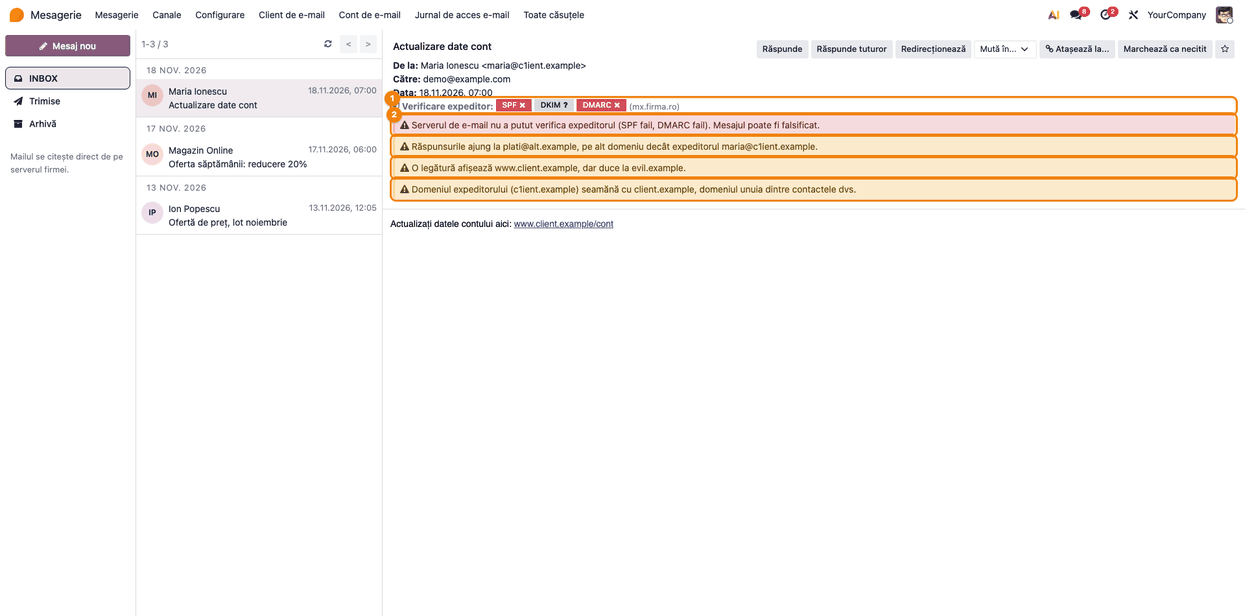 Mesagerie Mesagerie Canale Configurare Client de e-mail Cont de e-mail Jurnal de acces e-mail Toate căsuțele 6 2 YourCompany
Mesaj nou
INBOX
Trimise
Arhivă
Mailul se citește direct de pe
serverul firmei.
1-3 / 3 < >
18 NOV. 2026
MI Maria Ionescu 18.11.2026, 07:00
Actualizare date cont
17 NOV. 2026
MO Magazin Online 17.11.2026, 06:00
Oferta săptămânii: reducere 20%
13 NOV. 2026
IP Ion Popescu 13.11.2026, 12:05
Ofertă de preț, lot noiembrie
Actualizare date cont
Răspunde Răspunde tuturor Redirecționează Mută în... Atașează la... Marchează ca necitit
De la: Maria Ionescu <maria@c1ient.example>
Către: demo@example.com
Data: 18.11.2026, 07:00
1
Verificare expeditor: SPF × DKIM ? DMARC × (mx.firma.ro)
2
Serverul de e-mail nu a putut verifica expeditorul (SPF fail, DMARC fail). Mesajul poate fi falsificat.
Răspunsurile ajung la plati@alt.example, pe alt domeniu decât expeditorul maria@c1ient.example.
O legătură afișează www.client.example, dar duce la evil.example.
Domeniul expeditorului (c1ient.example) seamănă cu client.example, domeniul unuia dintre contactele dvs.
Actualizați datele contului aici: www.client.example/cont